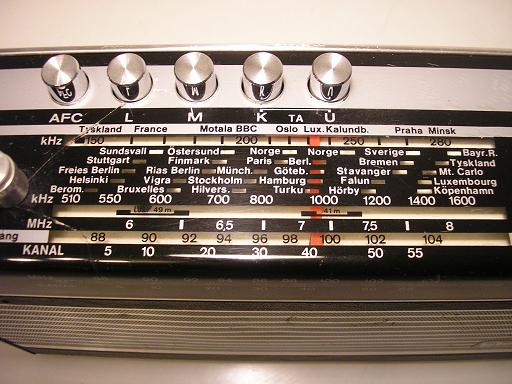 AFC L M K TA U
Tyskland France Motala BBC Oslo Lux. Kalundb. Praha Minsk
kHz 150 200 250 280
Sundsvall Östersund Norge Norge Sverige Bayr.R.
Stuttgart Finmark Paris Berl. Bremen Tyskland
Freies Berlin Rias Berlin Münch. Göteb. Stavanger Mt. Carlo
Helsinki Vigra Stockholm Hamburg Falun Luxembourg
Berom. Bruxelles Hilvers. Turku Hörby Köpenhamn
kHz 510 550 600 700 800 1000 1200 1400 1600
49 m 41 m
MHz 6 6,5 7 7,5 8
ang 88 90 92 94 96 98 100 102 104
KANAL 5 10 20 30 40 50 55